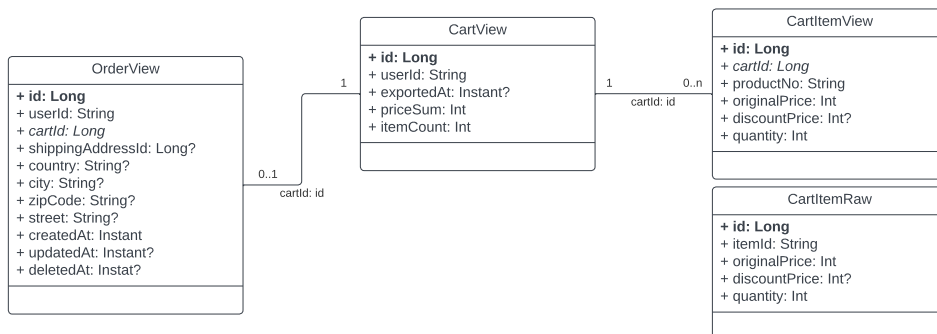 OrderView
+ id: Long
+ userId: String
+ cartId: Long
+ shippingAddressId: Long?
+ country: String?
+ city: String?
+ zipCode: String?
+ street: String?
+ createdAt: Instant
+ updatedAt: Instant?
+ deletedAt: Instat?
0..1
cartId: id
1
CartView
+ id: Long
+ userId: String
+ exportedAt: Instant?
+ priceSum: Int
+ itemCount: Int
1
0..n
cartId: id
CartItemView
+ id: Long
+ cartId: Long
+ productNo: String
+ originalPrice: Int
+ discountPrice: Int?
+ quantity: Int
CartItemRaw
+ id: Long
+ itemId: String
+ originalPrice: Int
+ discountPrice: Int?
+ quantity: Int